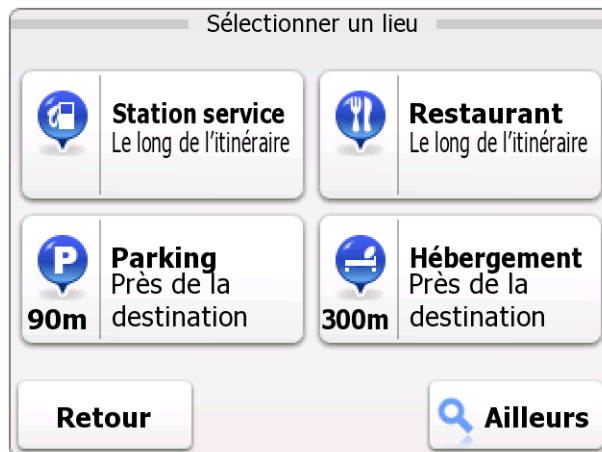 Sélectionner un lieu
Station service
Le long de l'itinéraire
Restaurant
Le long de l'itinéraire
P
90m
Parking
Près de la
destination
300m
Hébergement
Près de la
destination
Retour
Ailleurs